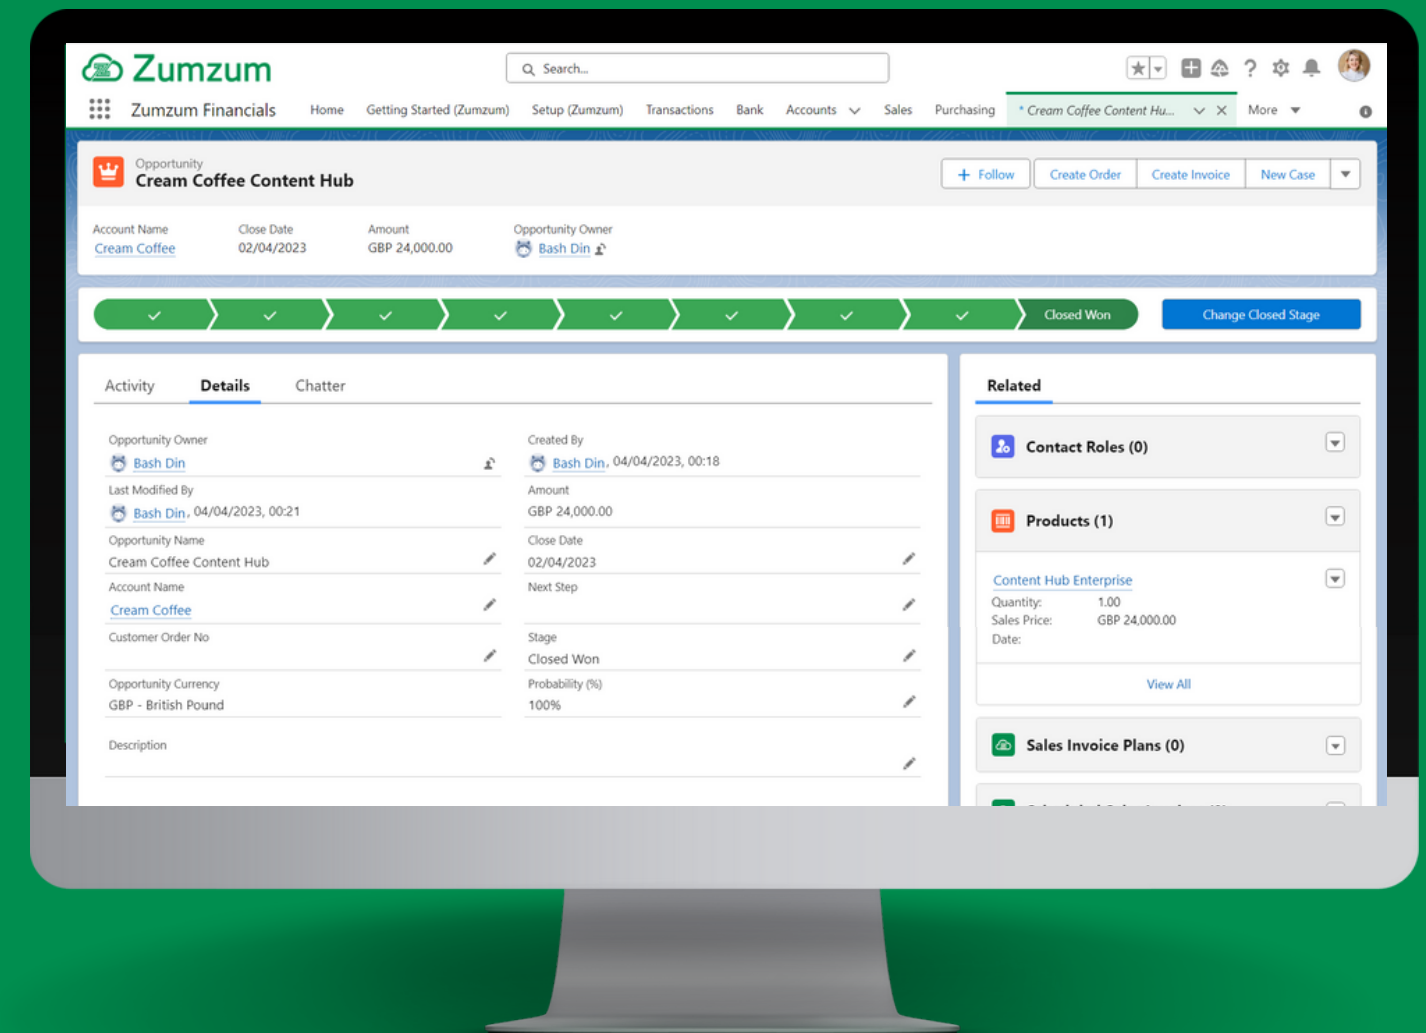 Zumzum
Search...
Zumzum Financials Home Getting Started (Zumzum) Setup (Zumzum) Transactions Bank Accounts Sales Purchasing * Cream Coffee Content Hu... More
Opportunity
Cream Coffee Content Hub
+ Follow Create Order Create Invoice New Case
Account Name Close Date Amount Opportunity Owner
Cream Coffee 02/04/2023 GBP 24,000.00 Bash Din
Closed Won Change Closed Stage
Activity Details Chatter
Opportunity Owner Created By
Bash Din Bash Din, 04/04/2023, 00:18
Last Modified By Amount
Bash Din, 04/04/2023, 00:21 GBP 24,000.00
Opportunity Name Close Date
Cream Coffee Content Hub 02/04/2023
Account Name Next Step
Cream Coffee
Customer Order No Stage
Closed Won
Opportunity Currency Probability (%)
GBP - British Pound 100%
Description
Related
Contact Roles (0)
Products (1)
Content Hub Enterprise
Quantity: 1.00
Sales Price: GBP 24,000.00
Date:
View All
Sales Invoice Plans (0)